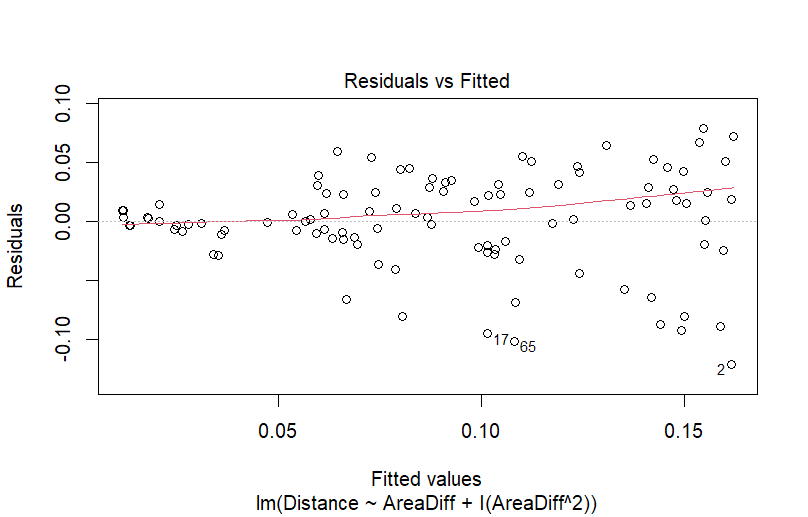 Residuals vs Fitted
0.10
0.05
0.00
-0.10
Residuals
17
65
2
0.05 0.10 0.15
Fitted values
lm(Distance ~ AreaDiff + I(AreaDiff^2))